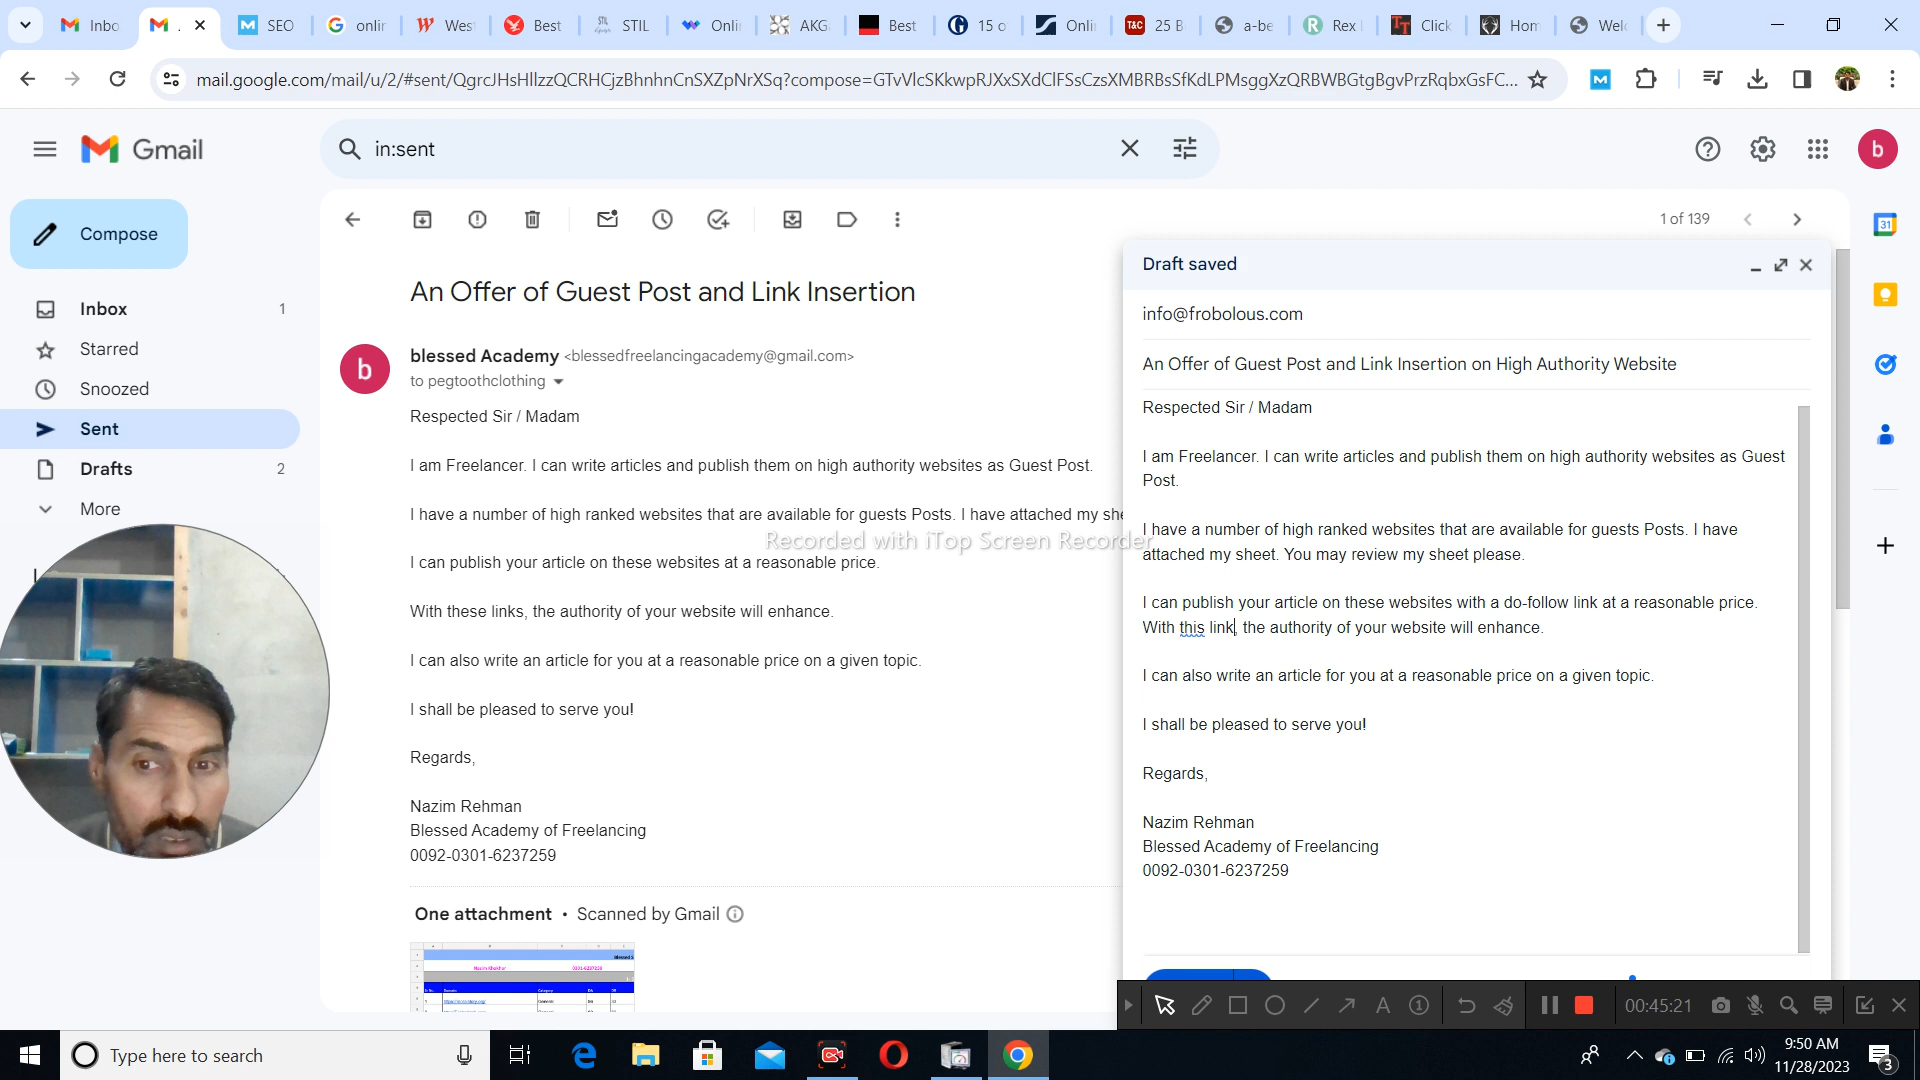 Inbo
SEO
onlin
Wes
Best
STIL
Onli
AKG
Best
15 o
Onli
T&C
25 B
a-be
Rex
Click
Hom
Welc
mail.google.com/mail/u/2/#sent/QgrcJHsHllzzQCRHCjzBhnhnCnSXZpNrXSq?compose=GTvVlcSKkwpRJXxSXdClFSsCzsXMBRBsSfKdLPMsggXzQRBWBGtgBgvPrzRqbxGsFC...
Gmail
in:sent
b
Compose
1 of 139
Inbox 1
Starred
Snoozed
Sent
Drafts 2
More
An Offer of Guest Post and Link Insertion
b
blessed Academy <blessedfreelancingacademy@gmail.com>
to pegtoothclothing
Respected Sir / Madam
I am Freelancer. I can write articles and publish them on high authority websites as Guest Post.
I have a number of high ranked websites that are available for guests Posts. I have attached my she
I can publish your article on these websites at a reasonable price.
With these links, the authority of your website will enhance.
I can also write an article for you at a reasonable price on a given topic.
I shall be pleased to serve you!
Regards,
Nazim Rehman
Blessed Academy of Freelancing
0092-0301-6237259
One attachment • Scanned by Gmail
Recorded with iTop Screen Recorder
Draft saved
info@frobolous.com
An Offer of Guest Post and Link Insertion on High Authority Website
Respected Sir / Madam
I am Freelancer. I can write articles and publish them on high authority websites as Guest
Post.
I have a number of high ranked websites that are available for guests Posts. I have
attached my sheet. You may review my sheet please.
I can publish your article on these websites with a do-follow link at a reasonable price.
With this link, the authority of your website will enhance.
I can also write an article for you at a reasonable price on a given topic.
I shall be pleased to serve you!
Regards,
Nazim Rehman
Blessed Academy of Freelancing
0092-0301-6237259
31
00:45:21
Type here to search
9:50 AM
11/28/2023
3